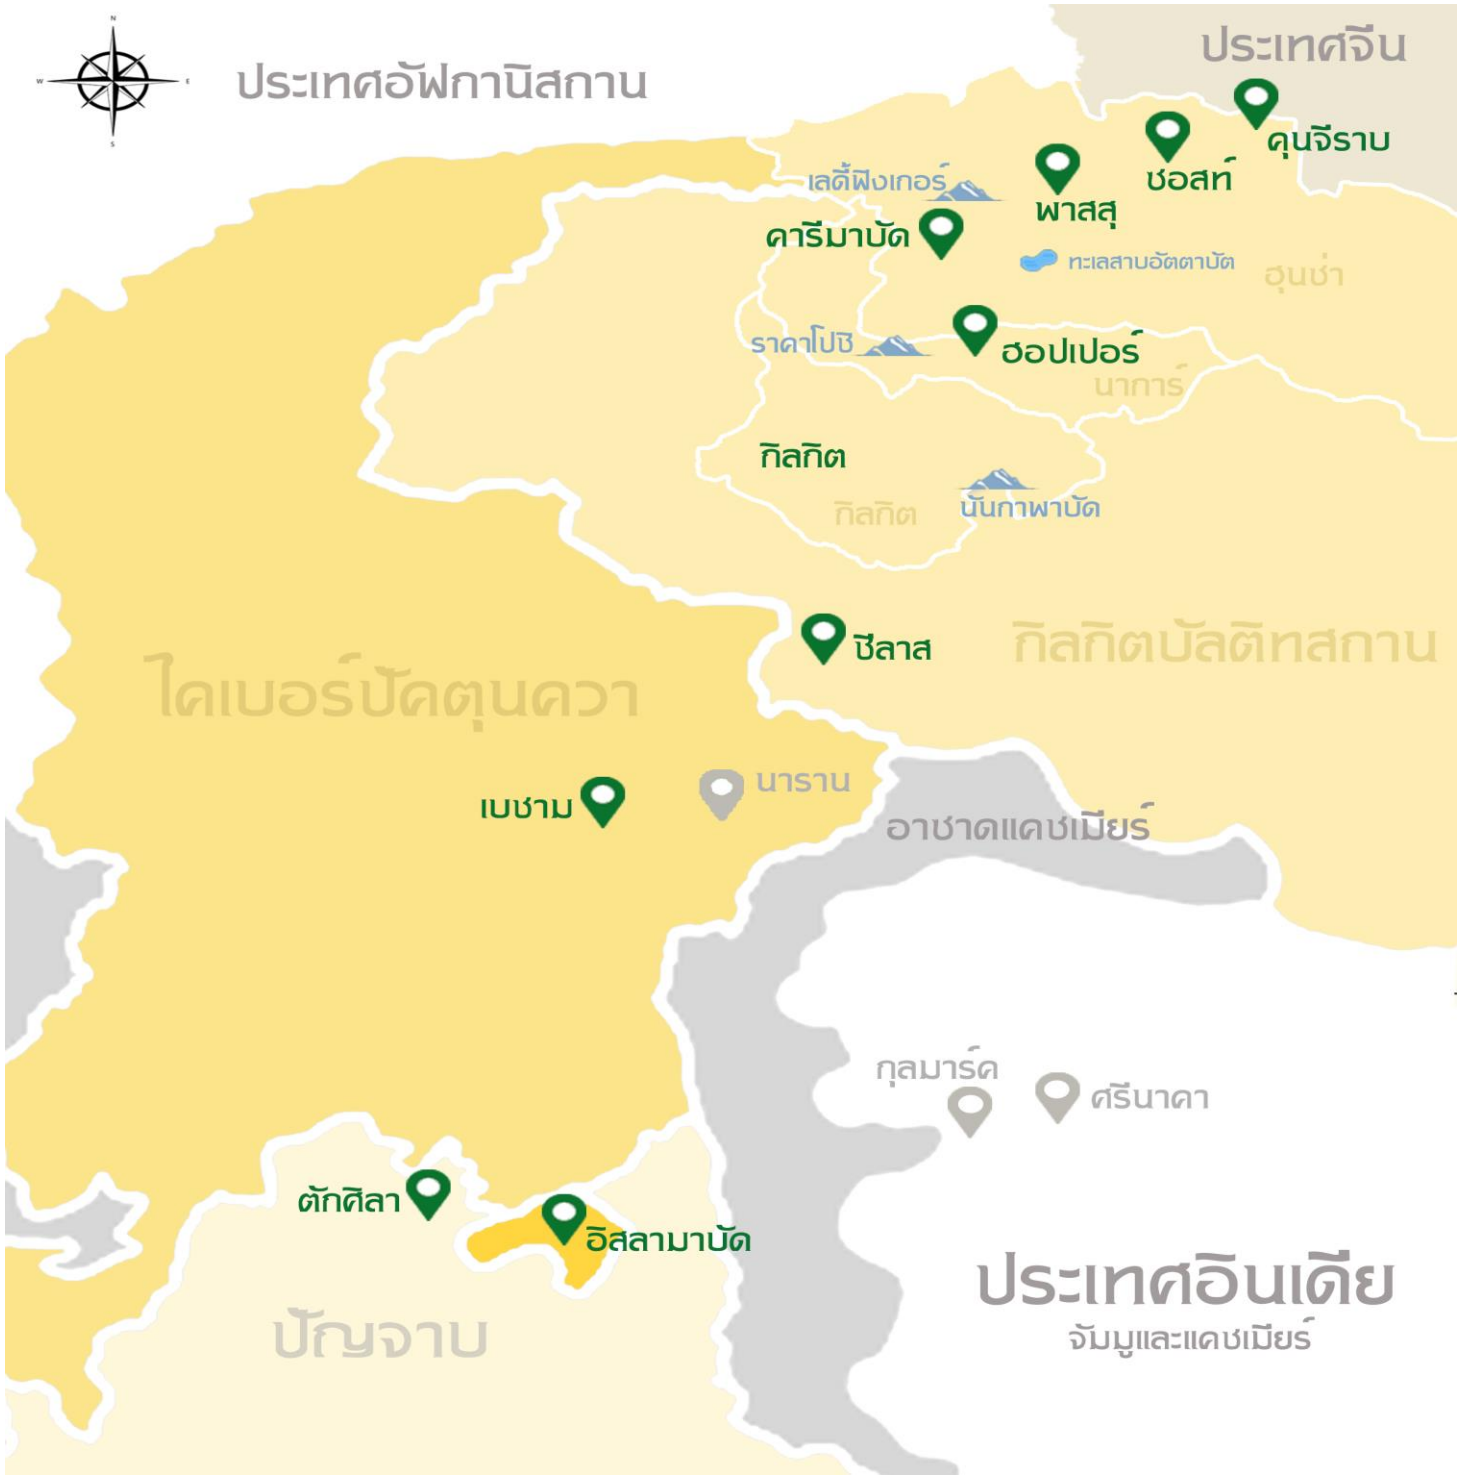 N
W
E
S
ประเทศอัฟกานิสถาน
ประเทศจีน
คุนจีราบ
ซอสท์
เลดี้ฟิงเกอร์
พาสสุ
คารีมาบัด
ทะเลสาบอัตตาบัต
ฮุนซ่า
ราคาโปชิ
ฮอปเปอร์
นาการ์
กิลกิต
กิลกิต
นันกาพาบัด
ชีลาส
กิลกิตบัลติทสถาน
ไคเบอร์ปัคตุนควา
นาราน
เบชาม
อาซาดแคชเมียร์
กุลมาร์ค
ศรีนาคา
ตักศิลา
อิสลามาบัด
ประเทศอินเดีย
จัมมูและแคชเมียร์
ปัญจาบ